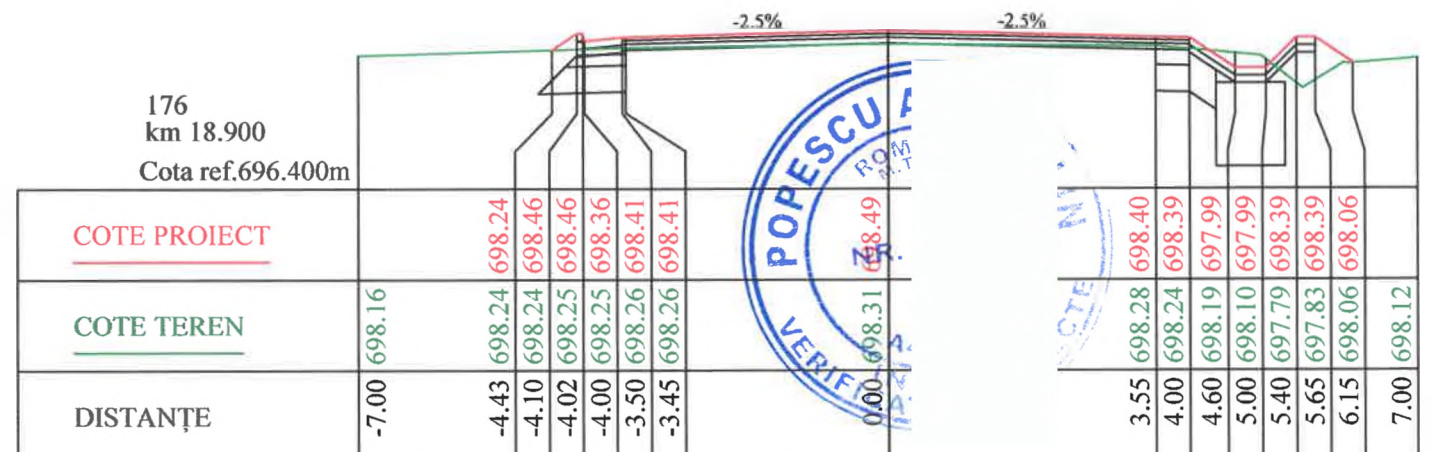 -2.5% -2.5%
176
km 18.900
Cota ref.696.400m
COTE PROIECT 698.24 698.46 698.46 698.36 698.41 698.41 698.49 698.40 698.39 697.99 697.99 698.39 698.39 698.06
COTE TEREN 698.16 698.24 698.24 698.25 698.25 698.26 698.26 698.31 698.28 698.24 698.19 698.10 697.79 697.83 698.06 698.12
DISTANȚE -7.00 -4.43 -4.10 -4.02 -4.00 -3.50 -3.45 0.00 3.55 4.00 4.60 5.00 5.40 5.65 6.15 7.00
POPESCU
NR.